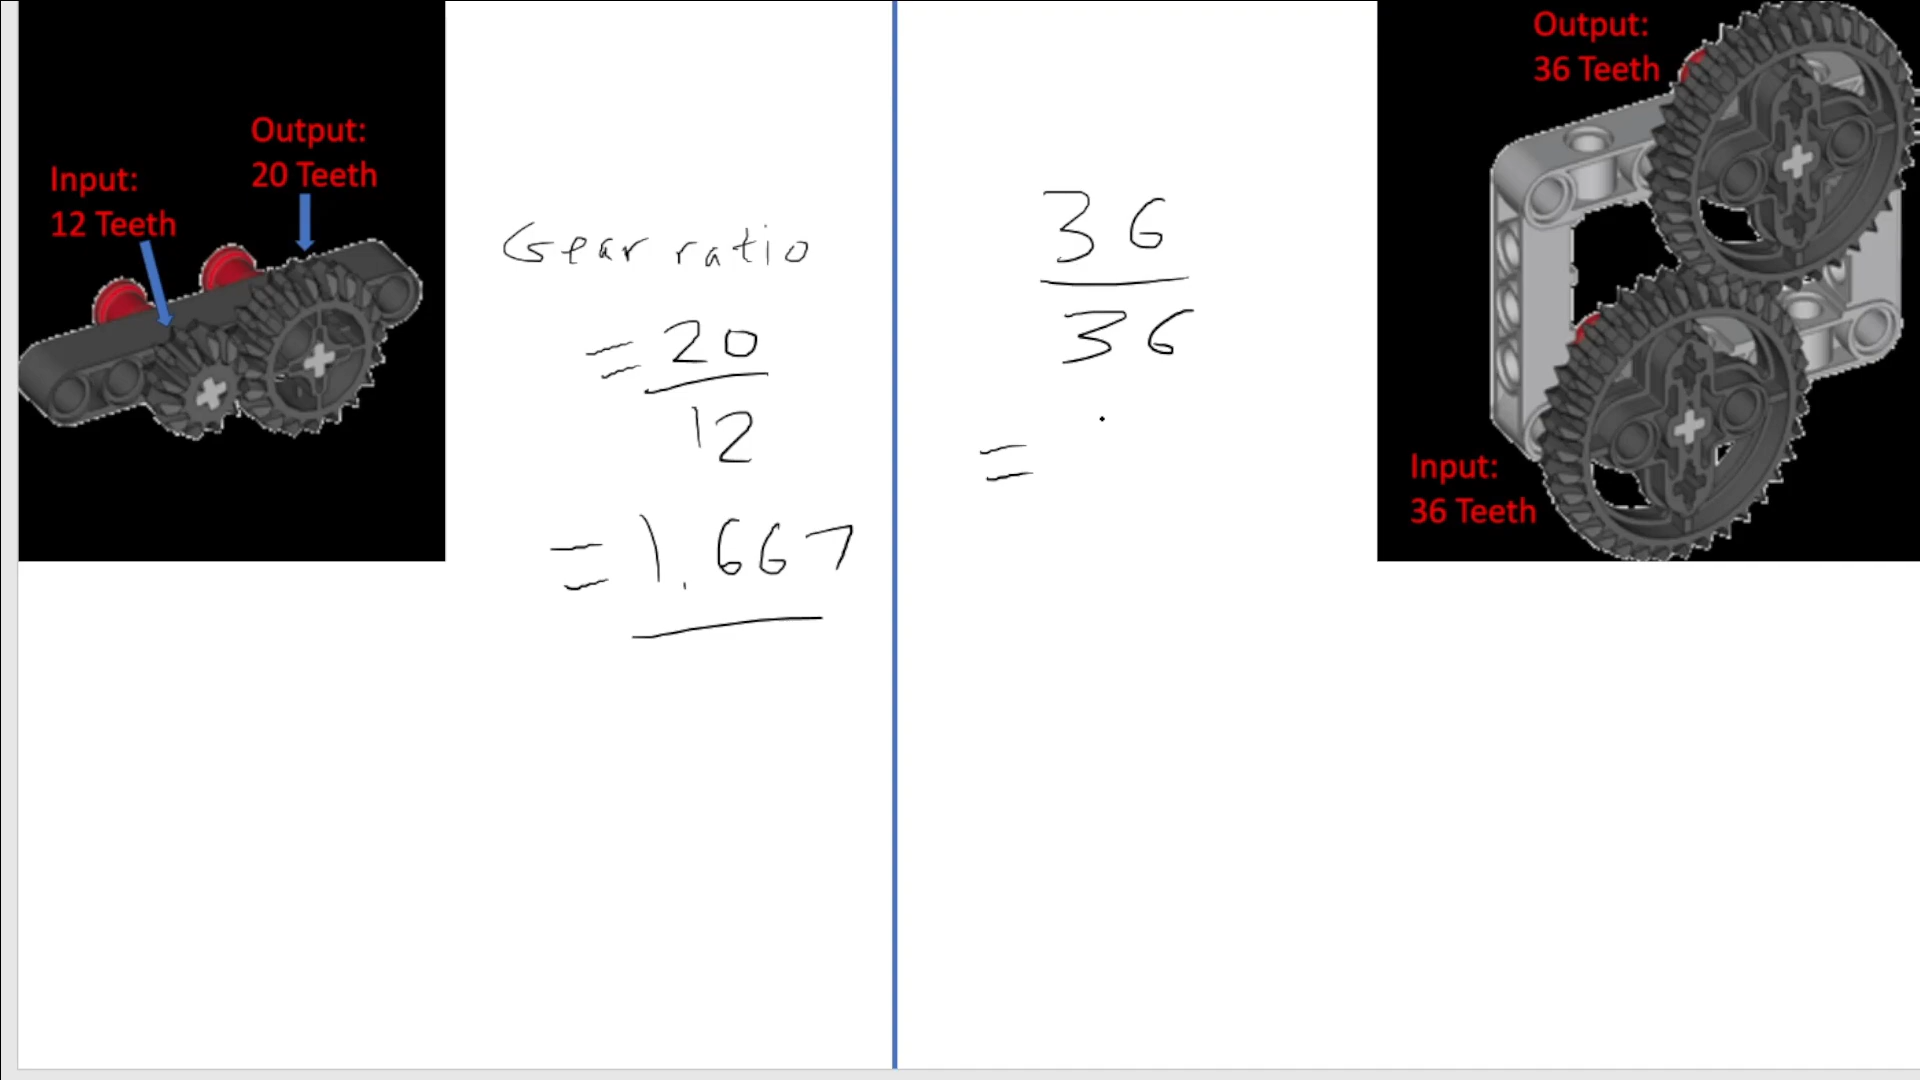 Input:
12 Teeth
Output:
20 Teeth
Gear ratio
= 20
12
= 1.667
36
36
=
Output:
36 Teeth
Input:
36 Teeth